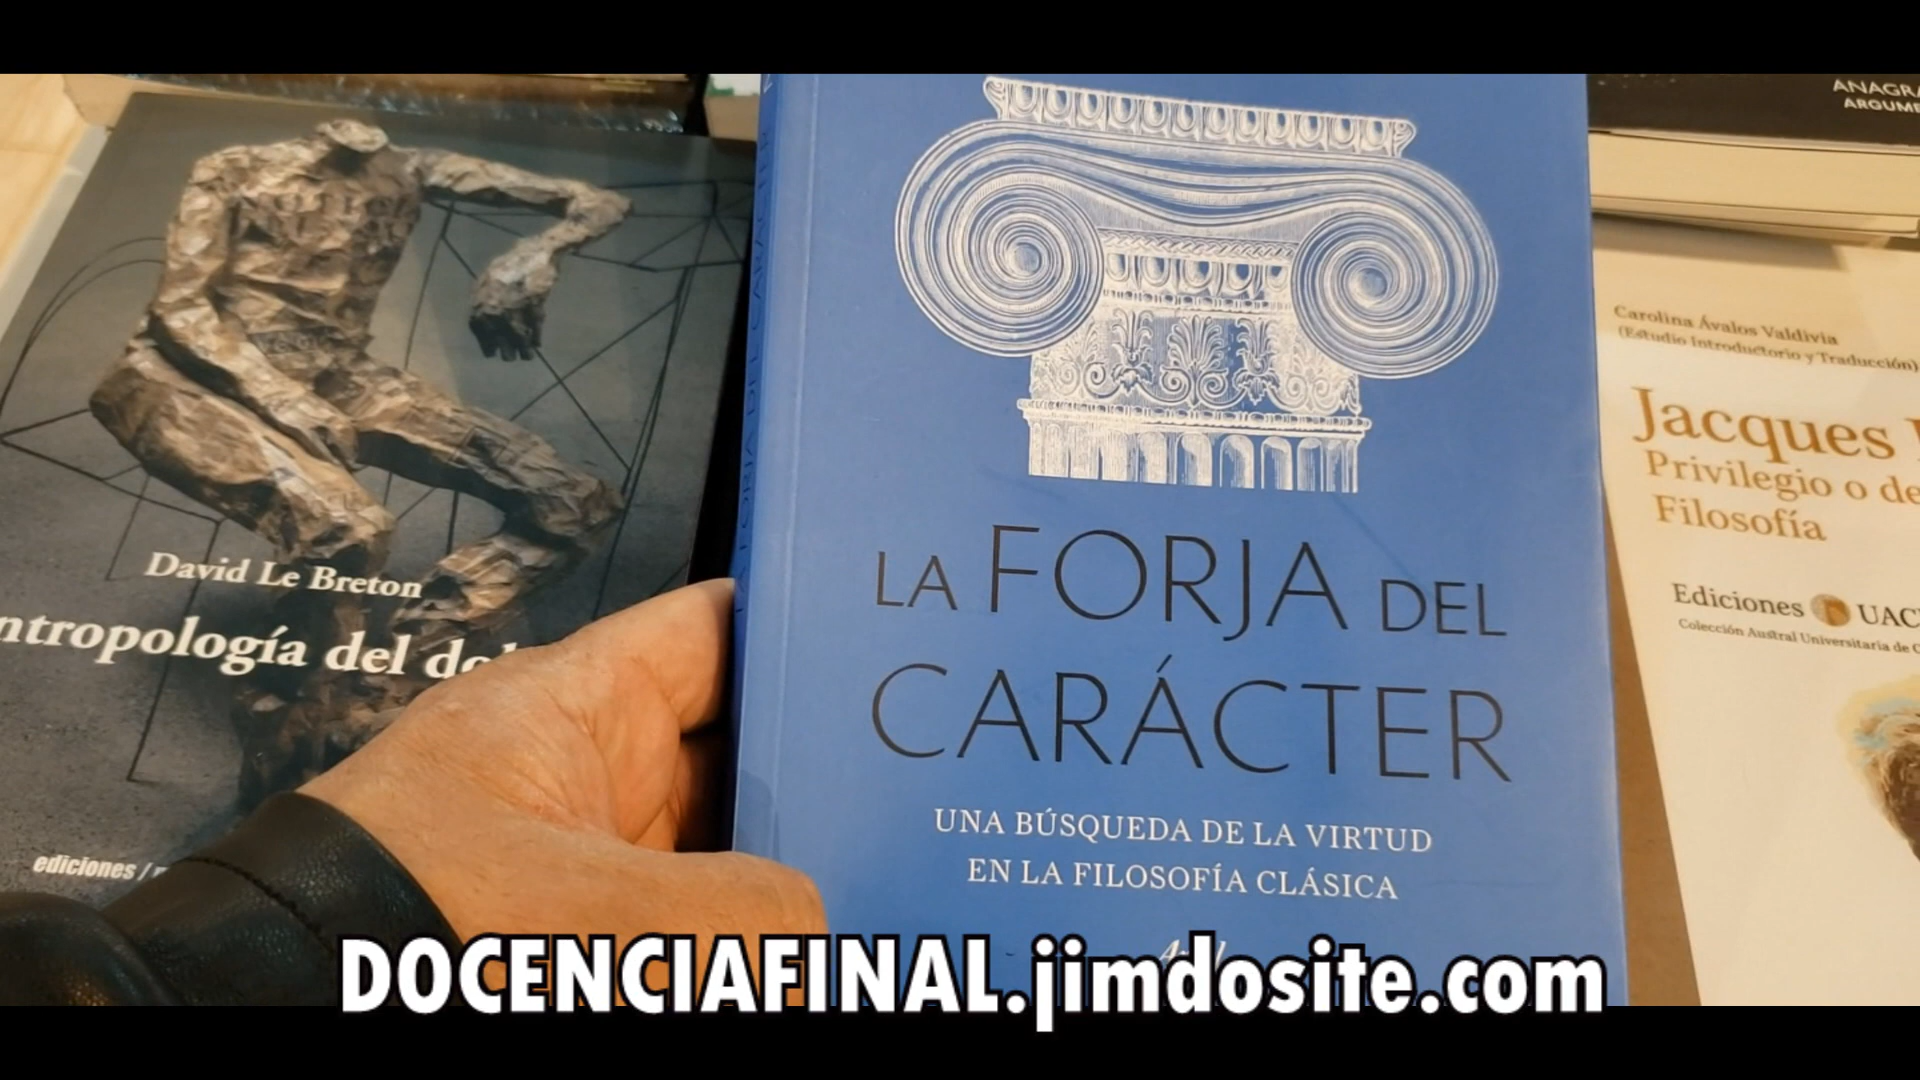 David Le Breton
ntropología del do
ediciones /
LA FORJA DEL
CARÁCTER
UNA BÚSQUEDA DE LA VIRTUD
EN LA FILOSOFÍA CLÁSICA
ANAGRA
ARGUME
Carolina Ávalos Valdivia
(Estudio Introductorio y Traducción)
Jacques
Privilegio o de
Filosofía
Ediciones UAC
Colección Austral Universitaria de C
DOCENCIAFINAL.jimdosite.com